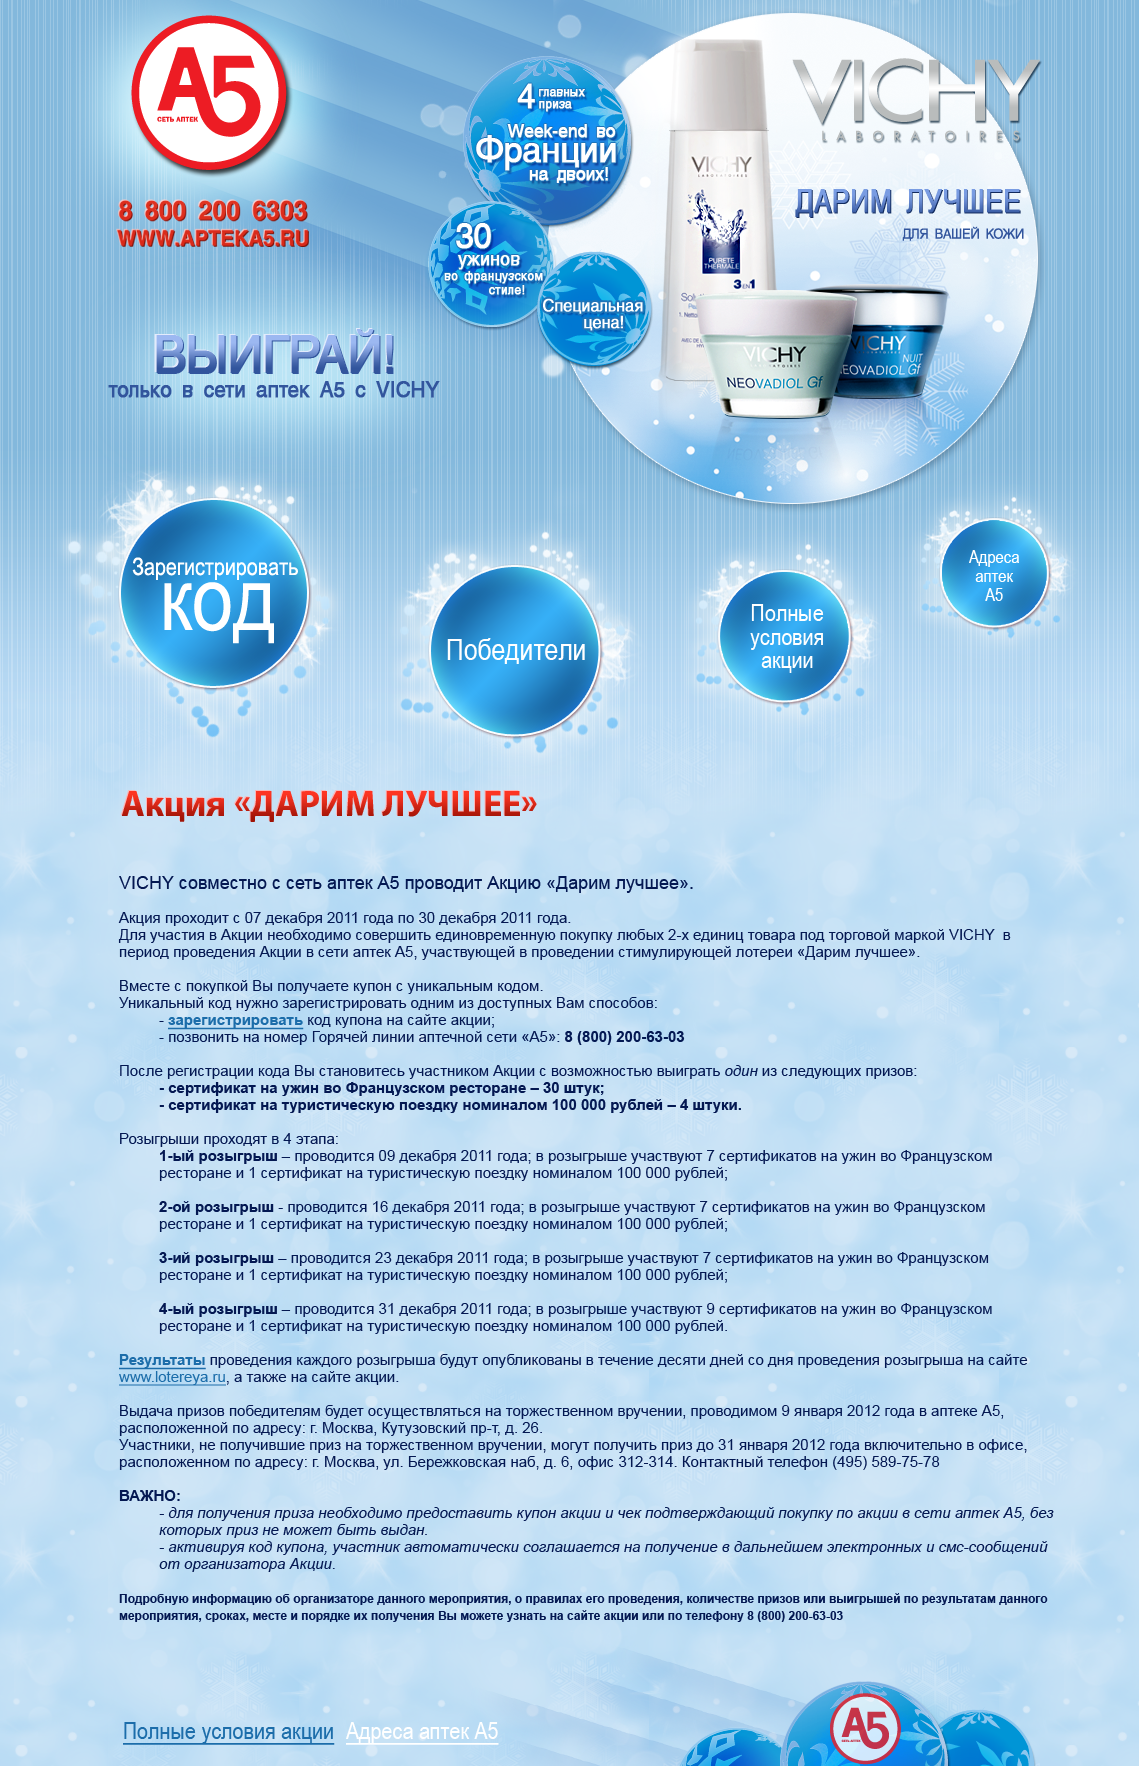 А5
СЕТЬ АПТЕК
8 800 200 6303
WWW.APTEKA5.RU
4 главных
приза
Week-end во
Франции
на двоих!
30
ужинов
во французском
стиле!
Специальная
цена!
VICHY
LABORATOIRES
ДАРИМ ЛУЧШЕЕ
ДЛЯ ВАШЕЙ КОЖИ
VICHY
LABORATOIRES
PURETE
THERMALE
3 EN 1
VICHY
NEOVADIOL Gf
VICHY
NUIT
NEOVADIOL Gf
ВЫИГРАЙ!
только в сети аптек А5 с VICHY
Зарегистрировать
КОД
Победители
Полные
условия
акции
Адреса
аптек
А5
Акция «ДАРИМ ЛУЧШЕЕ»
VICHY совместно с сеть аптек А5 проводит Акцию «Дарим лучшее».
Акция проходит с 07 декабря 2011 года по 30 декабря 2011 года.
Для участия в Акции необходимо совершить единовременную покупку любых 2-х единиц товара под торговой маркой VICHY в
период проведения Акции в сети аптек А5, участвующей в проведении стимулирующей лотереи «Дарим лучшее».
Вместе с покупкой Вы получаете купон с уникальным кодом.
Уникальный код нужно зарегистрировать одним из доступных Вам способов:
- зарегистрировать код купона на сайте акции;
- позвонить на номер Горячей линии аптечной сети «А5»: 8 (800) 200-63-03
После регистрации кода Вы становитесь участником Акции с возможностью выиграть один из следующих призов:
- сертификат на ужин во Французском ресторане – 30 штук;
- сертификат на туристическую поездку номиналом 100 000 рублей – 4 штуки.
Розыгрыши проходят в 4 этапа:
1-ый розыгрыш – проводится 09 декабря 2011 года; в розыгрыше участвуют 7 сертификатов на ужин во Французском
ресторане и 1 сертификат на туристическую поездку номиналом 100 000 рублей;
2-ой розыгрыш - проводится 16 декабря 2011 года; в розыгрыше участвуют 7 сертификатов на ужин во Французском
ресторане и 1 сертификат на туристическую поездку номиналом 100 000 рублей;
3-ий розыгрыш – проводится 23 декабря 2011 года; в розыгрыше участвуют 7 сертификатов на ужин во Французском
ресторане и 1 сертификат на туристическую поездку номиналом 100 000 рублей;
4-ый розыгрыш – проводится 31 декабря 2011 года; в розыгрыше участвуют 9 сертификатов на ужин во Французском
ресторане и 1 сертификат на туристическую поездку номиналом 100 000 рублей.
Результаты проведения каждого розыгрыша будут опубликованы в течение десяти дней со дня проведения розыгрыша на сайте
www.lotereya.ru, а также на сайте акции.
Выдача призов победителям будет осуществляться на торжественном вручении, проводимом 9 января 2012 года в аптеке А5,
расположенной по адресу: г. Москва, Кутузовский пр-т, д. 26.
Участники, не получившие приз на торжественном вручении, могут получить приз до 31 января 2012 года включительно в офисе,
расположенном по адресу: г. Москва, ул. Бережковская наб, д. 6, офис 312-314. Контактный телефон (495) 589-75-78
ВАЖНО:
- для получения приза необходимо предоставить купон акции и чек подтверждающий покупку по акции в сети аптек А5, без
которых приз не может быть выдан.
- активируя код купона, участник автоматически соглашается на получение в дальнейшем электронных и смс-сообщений
от организатора Акции.
Подробную информацию об организаторе данного мероприятия, о правилах его проведения, количестве призов или выигрышей по результатам данного
мероприятия, сроках, месте и порядке их получения Вы можете узнать на сайте акции или по телефону 8 (800) 200-63-03
Полные условия акции Адреса аптек А5
А5
СЕТЬ АПТЕК